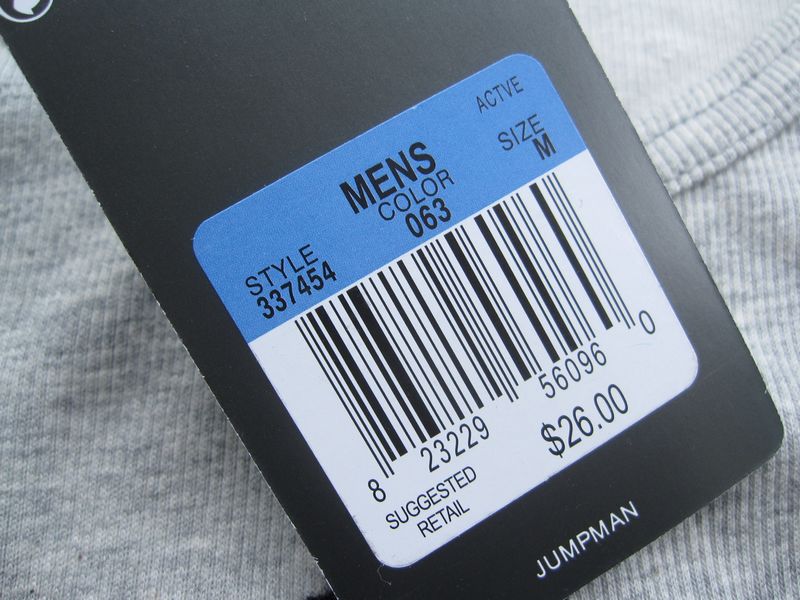 ACTVE
MENS
SIZE
COLOR
M
063
STYLE
337454
8 23229 56096 0
SUGGESTED
RETAIL
$26.00
JUMPMAN